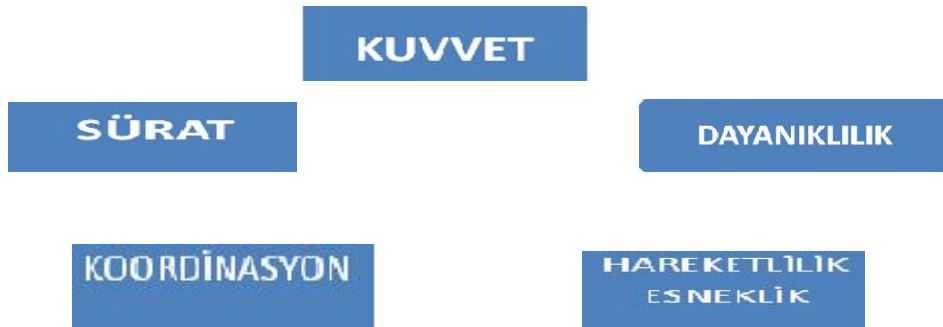 KUVVET
SÜRAT
DAYANIKLILIK
KOORDİNASYON
HAREKETLİLİK
ESNEKLİK